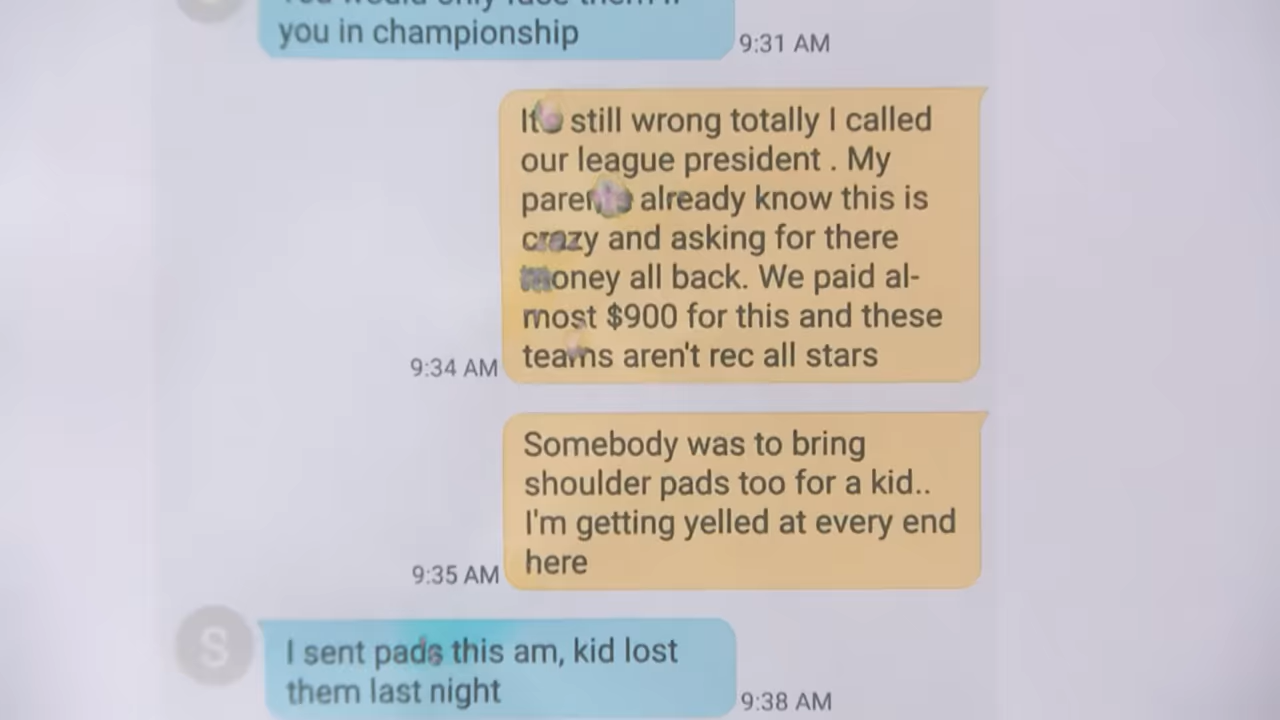 you in championship
9:31 AM
It's still wrong totally I called
our league president . My
parents already know this is
crazy and asking for there
money all back. We paid al-
most $900 for this and these
teams aren't rec all stars
9:34 AM
Somebody was to bring
shoulder pads too for a kid..
I'm getting yelled at every end
here
9:35 AM
S
I sent pads this am, kid lost
them last night
9:38 AM